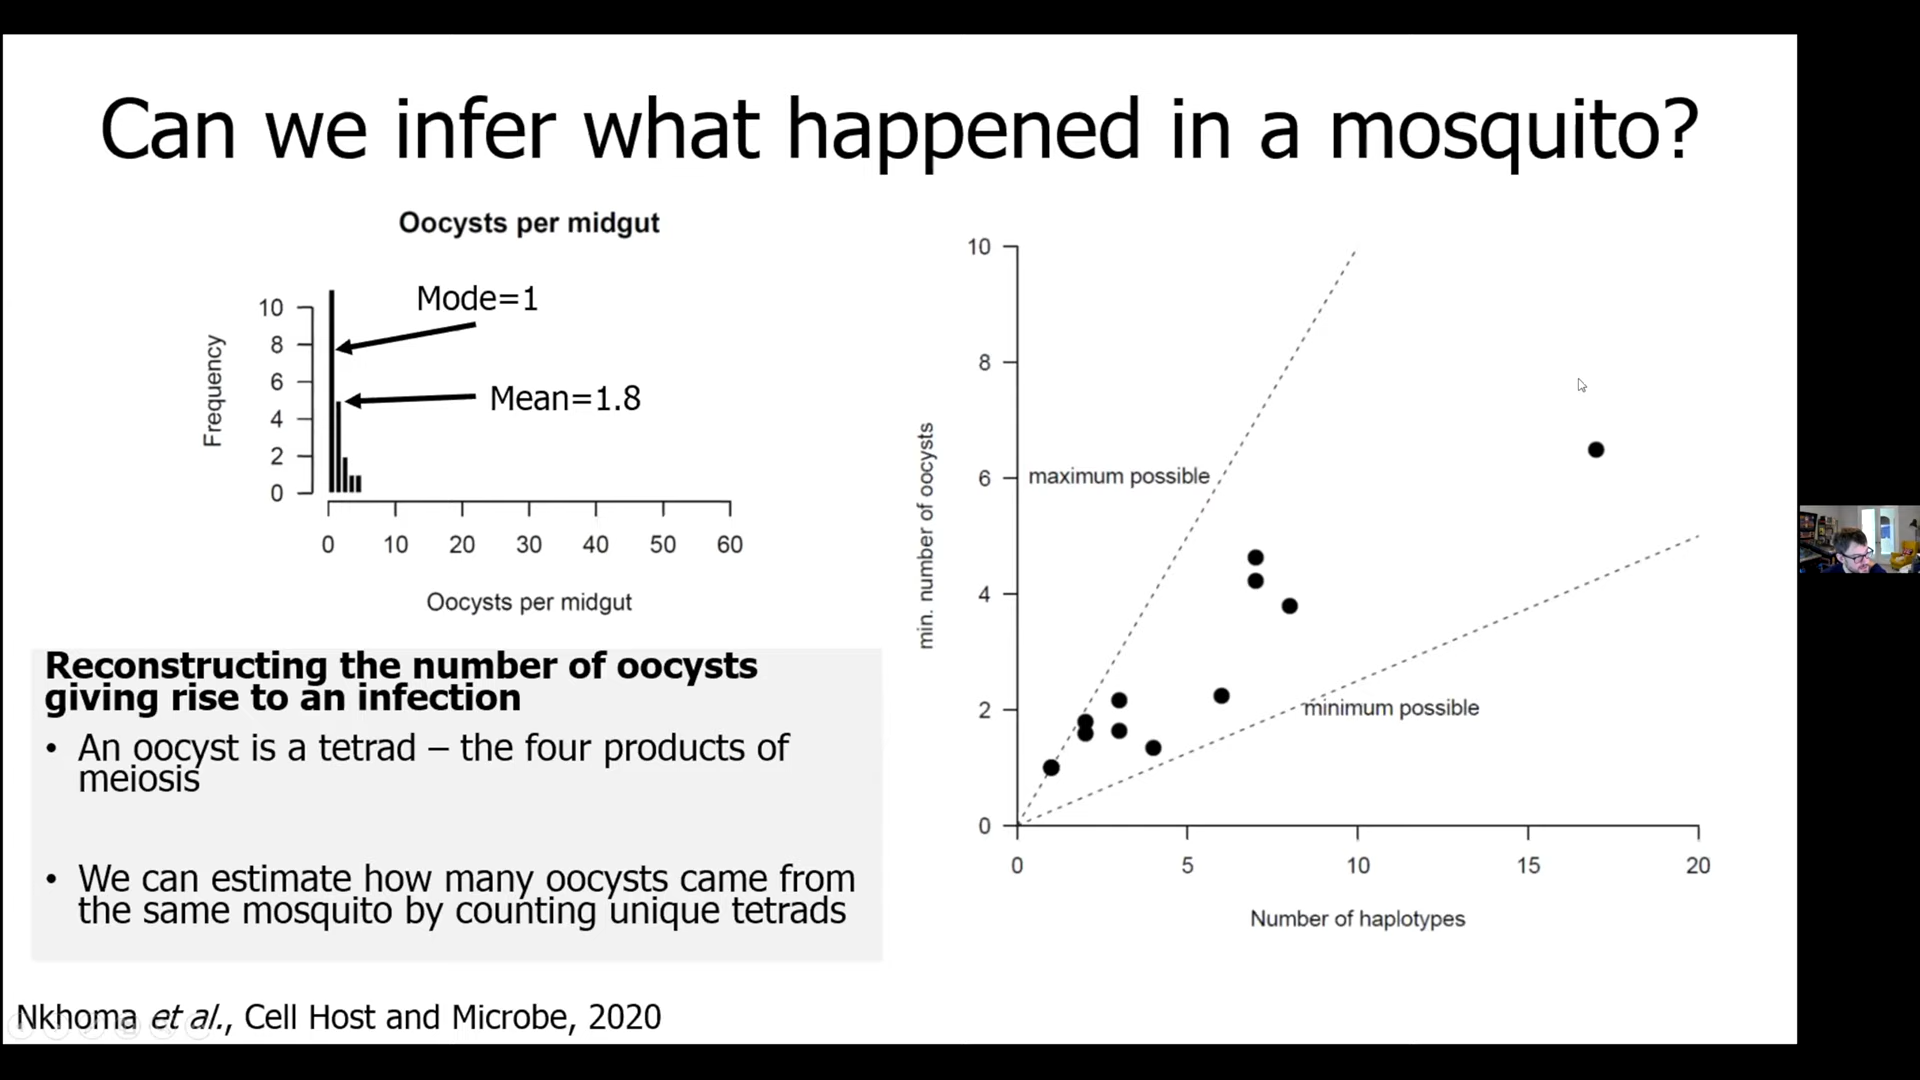 Can we infer what happened in a mosquito?
Oocysts per midgut
Mode=1
Mean=1.8
Frequency
10
8
6
4
2
0
0 10 20 30 40 50 60
Oocysts per midgut
Reconstructing the number of oocysts
giving rise to an infection
• An oocyst is a tetrad – the four products of
meiosis
• We can estimate how many oocysts came from
the same mosquito by counting unique tetrads
Nkhoma et al., Cell Host and Microbe, 2020
min. number of oocysts
10
8
6
4
2
0
maximum possible
minimum possible
0 5 10 15 20
Number of haplotypes